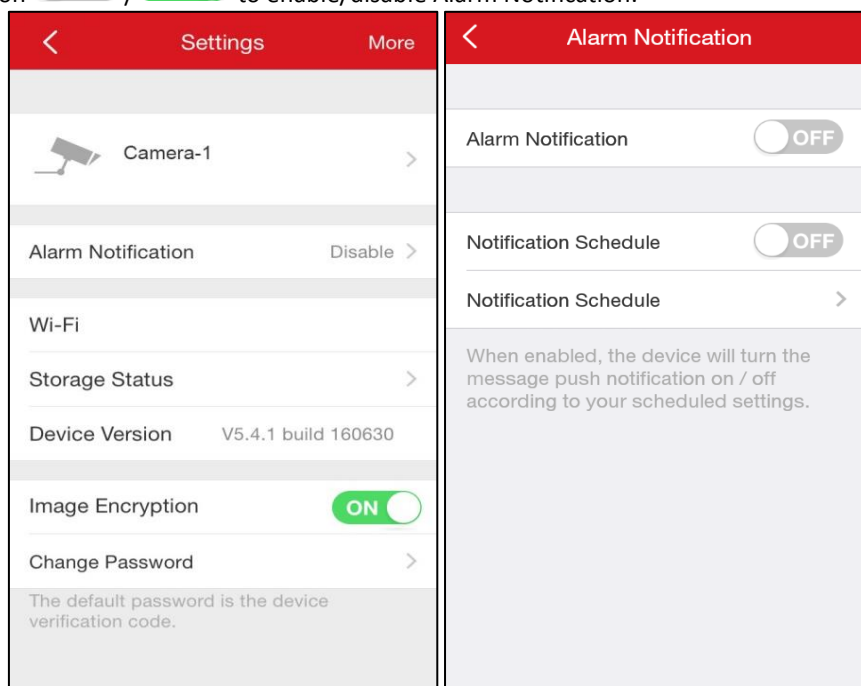 on / to enable/disable Alarm Notification.
Settings More
Camera-1
Alarm Notification Disable
Wi-Fi
Storage Status
Device Version V5.4.1 build 160630
Image Encryption ON
Change Password
The default password is the device
verification code.
Alarm Notification
Alarm Notification OFF
Notification Schedule OFF
Notification Schedule
When enabled, the device will turn the
message push notification on / off
according to your scheduled settings.